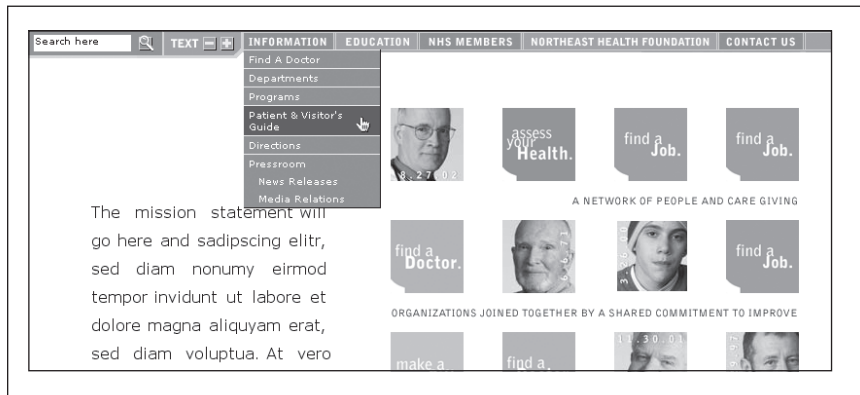 Search here TEXT INFORMATION EDUCATION NHS MEMBERS NORTHEAST HEALTH FOUNDATION CONTACT US
Find A Doctor
Departments
Programs
Patient & Visitor's
Guide
Directions
Pressroom
News Releases
Media Relations
8.27.02
assess
your
Health.
find a
Job.
find a
Job.
A NETWORK OF PEOPLE AND CARE GIVING
The mission statement will
go here and sadipscing elitr,
sed diam nonumy eirmod
tempor invidunt ut labore et
dolore magna aliquyam erat,
sed diam voluptua. At vero
find a
Doctor.
6.6.71
3.26.00
find a
Job.
ORGANIZATIONS JOINED TOGETHER BY A SHARED COMMITMENT TO IMPROVE
make a
find a
11.30.01